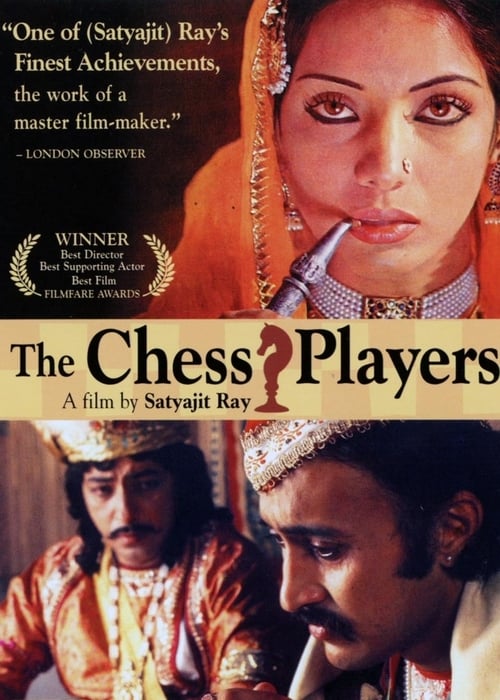 “One of (Satyajit) Ray’s
Finest Achievements,
the work of a
master film-maker.”
– LONDON OBSERVER
WINNER
Best Director
Best Supporting Actor
Best Film
FILMFARE AWARDS
The Chess Players
A film by Satyajit Ray